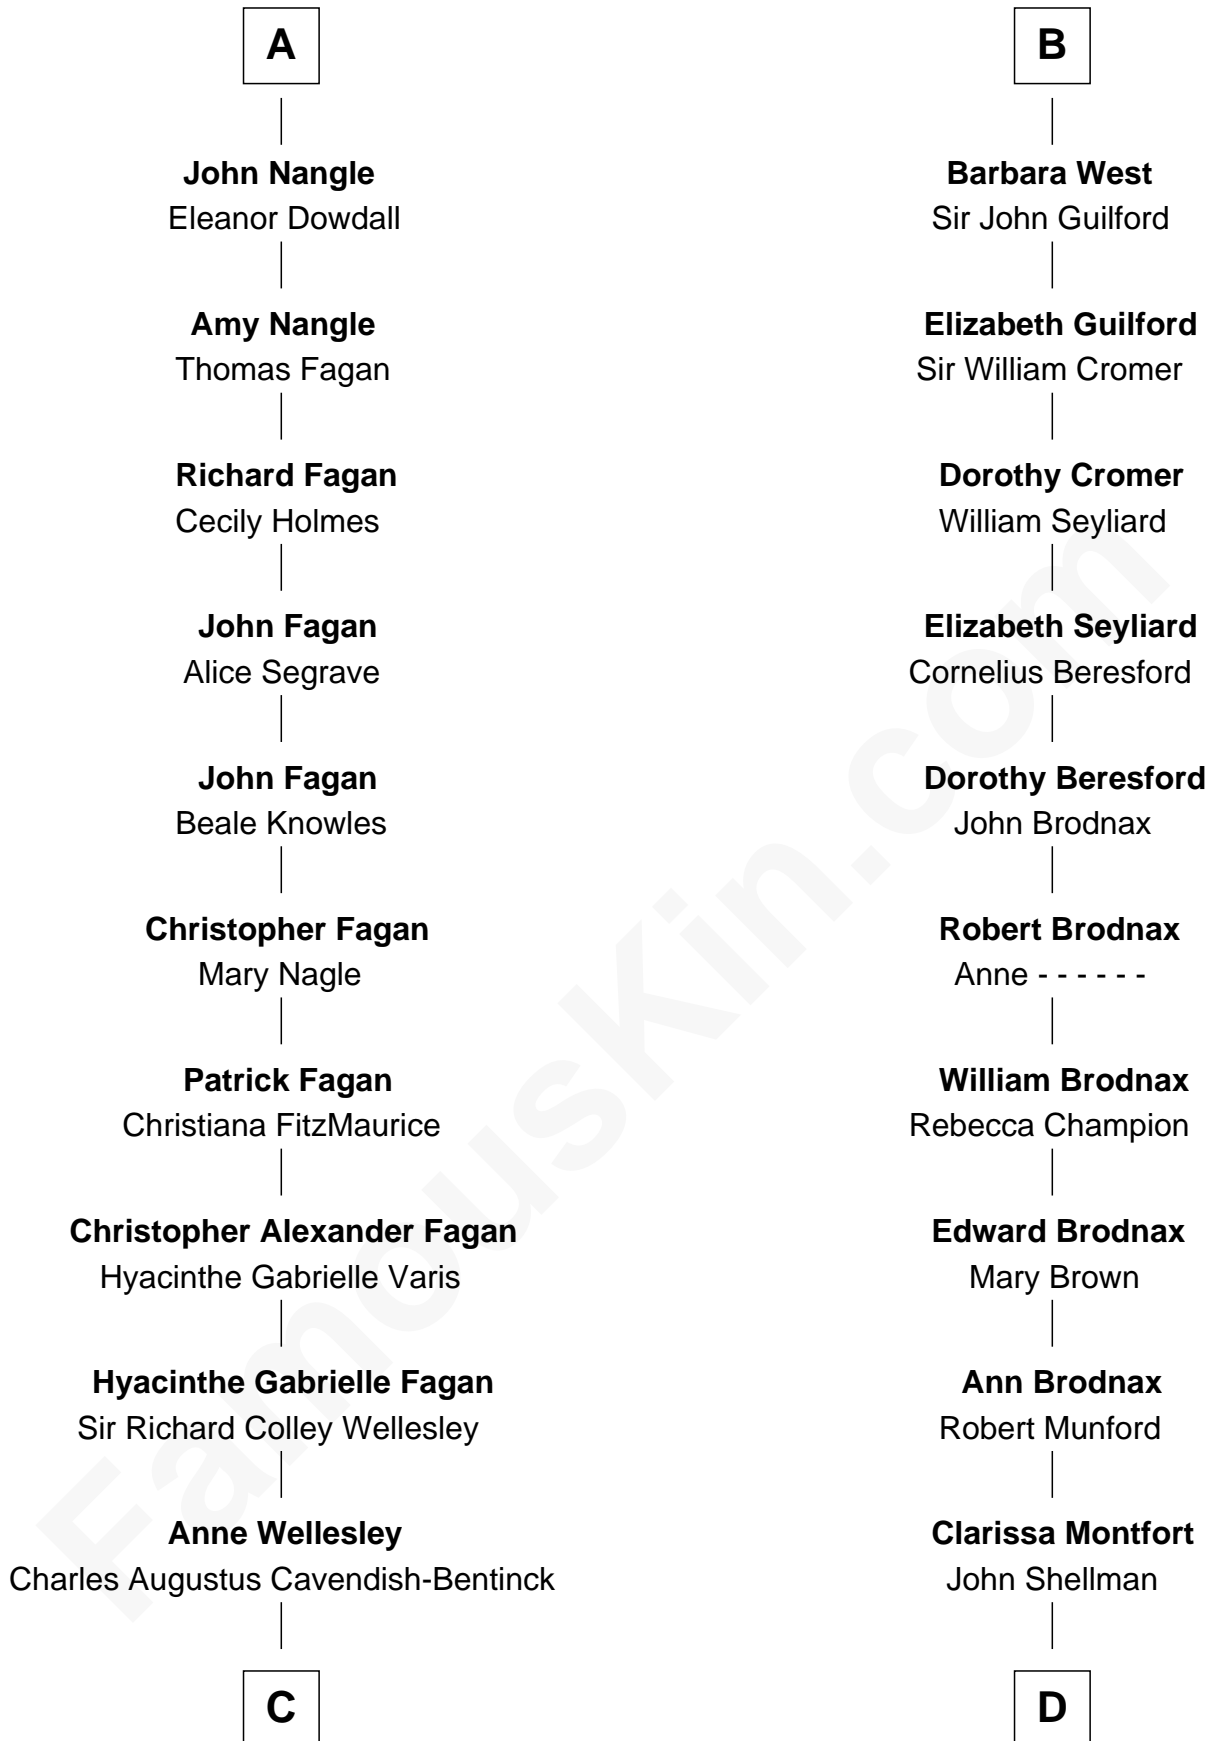 A
John Nangle
Eleanor Dowdall
Amy Nangle
Thomas Fagan
Richard Fagan
Cecily Holmes
John Fagan
Alice Segrave
John Fagan
Beale Knowles
Christopher Fagan
Mary Nagle
Patrick Fagan
Christiana FitzMaurice
Christopher Alexander Fagan
Hyacinthe Gabrielle Varis
Hyacinthe Gabrielle Fagan
Sir Richard Colley Wellesley
Anne Wellesley
Charles Augustus Cavendish-Bentinck
C
B
Barbara West
Sir John Guilford
Elizabeth Guilford
Sir William Cromer
Dorothy Cromer
William Seyliard
Elizabeth Seyliard
Cornelius Beresford
Dorothy Beresford
John Brodnax
Robert Brodnax
Anne - - - - - -
William Brodnax
Rebecca Champion
Edward Brodnax
Mary Brown
Ann Brodnax
Robert Munford
Clarissa Montfort
John Shellman
D
FamousKin.com